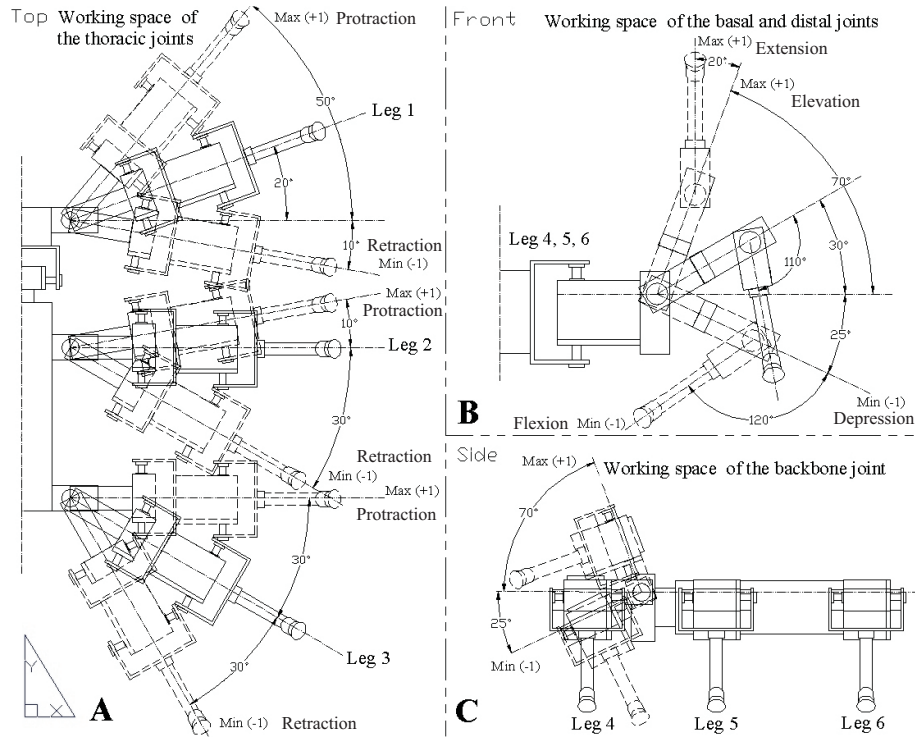 Top
Working space of
the thoracic joints
Max (+1)
Protraction
50°
Leg 1
20°
10°
Retraction
Min (-1)
Max (+1)
Protraction
10°
Leg 2
30°
Retraction
Min (-1)
Max (+1)
Protraction
30°
Leg 3
30°
Min (-1)
Retraction
Y
X
A
Front
Working space of the basal and distal joints
Max (+1)
Extension
20°
Max (+1)
Elevation
70°
Leg 4, 5, 6
30°
110°
25°
Min (-1)
Depression
Flexion
Min (-1)
120°
B
Side
Max (+1)
Working space of the backbone joint
70°
25°
Min (-1)
C
Leg 4
Leg 5
Leg 6